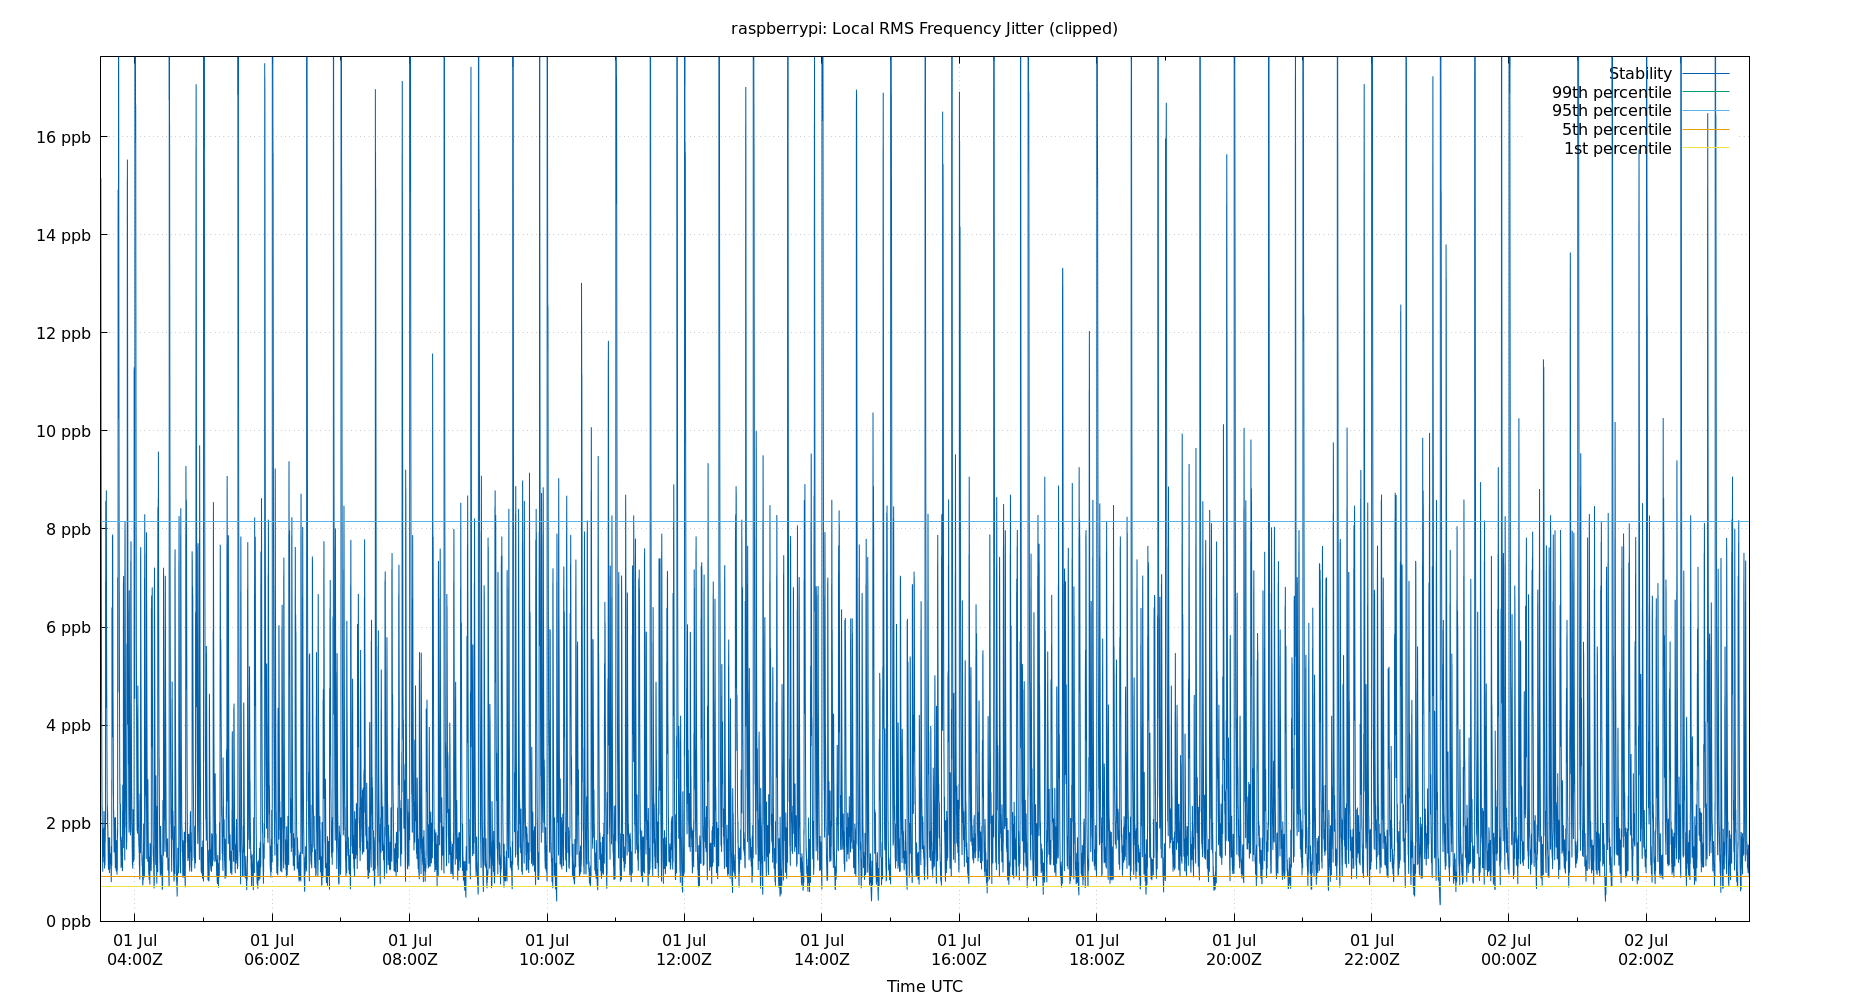 raspberrypi: Local RMS Frequency Jitter (clipped)
Stability
99th percentile
95th percentile
5th percentile
1st percentile
16 ppb
14 ppb
12 ppb
10 ppb
8 ppb
6 ppb
4 ppb
2 ppb
0 ppb
01 Jul 01 Jul 01 Jul 01 Jul 01 Jul 01 Jul 01 Jul 01 Jul 01 Jul 01 Jul 02 Jul 02 Jul
04:00Z 06:00Z 08:00Z 10:00Z 12:00Z 14:00Z 16:00Z 18:00Z 20:00Z 22:00Z 00:00Z 02:00Z
Time UTC